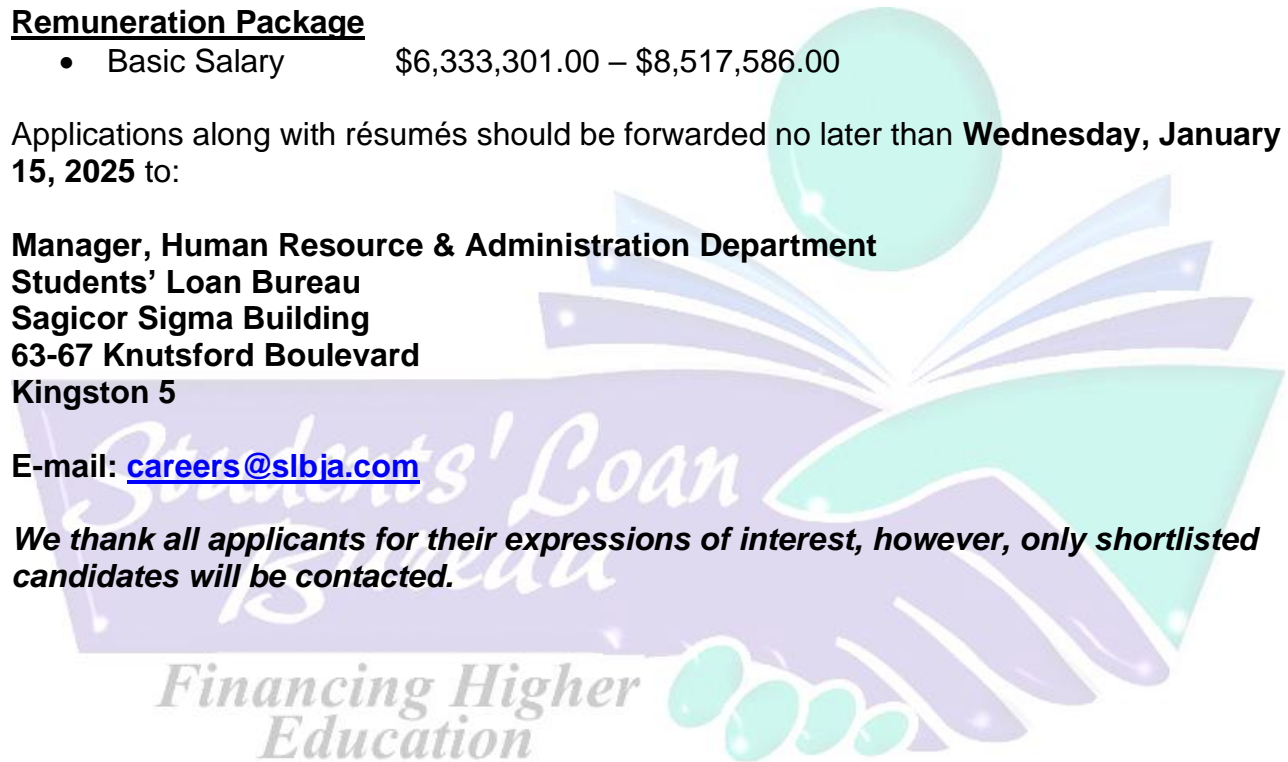 Remuneration Package
• Basic Salary $6,333,301.00 – $8,517,586.00
Applications along with résumés should be forwarded no later than Wednesday, January
15, 2025 to:
Manager, Human Resource & Administration Department
Students’ Loan Bureau
Sagicor Sigma Building
63-67 Knutsford Boulevard
Kingston 5
E-mail: careers@slbja.com
We thank all applicants for their expressions of interest, however, only shortlisted
candidates will be contacted.
Students' Loan
Bureau
Financing Higher
Education